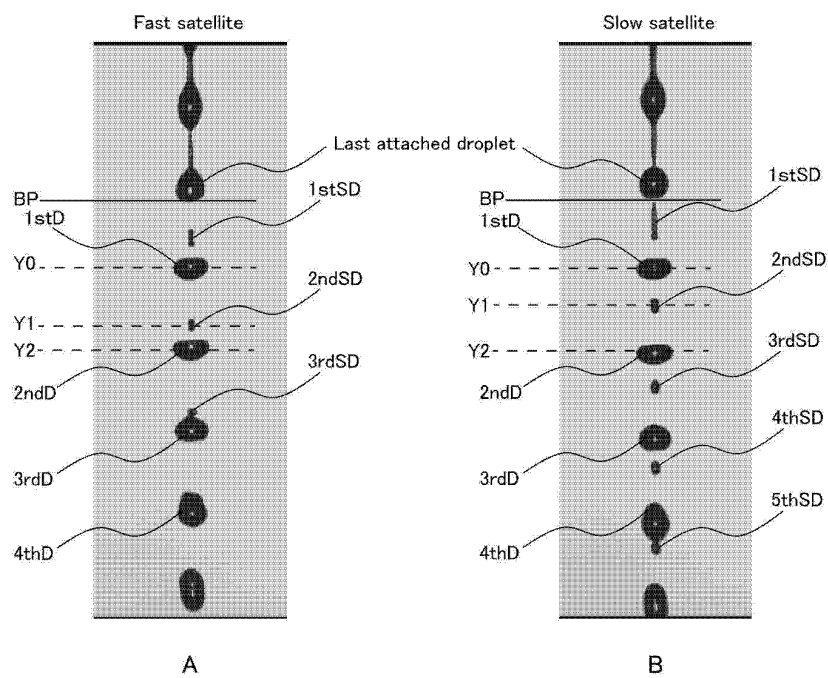 Fast satellite
Slow satellite
Last attached droplet
BP
1stSD
1stD
Y0
2ndSD
Y1
Y2
3rdSD
2ndD
3rdD
4thD
A
BP
1stSD
1stD
Y0
2ndSD
Y1
Y2
3rdSD
2ndD
4thSD
3rdD
5thSD
4thD
B